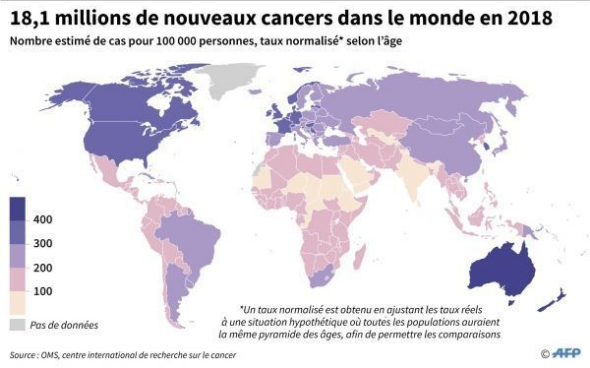 18,1 millions de nouveaux cancers dans le monde en 2018
Nombre estimé de cas pour 100 000 personnes, taux normalisé* selon l'âge
400
300
200
100
Pas de données
*Un taux normalisé est obtenu en ajustant les taux réels
à une situation hypothétique où toutes les populations auraient
la même pyramide des âges, afin de permettre les comparaisons
Source : OMS, centre international de recherche sur le cancer
© AFP